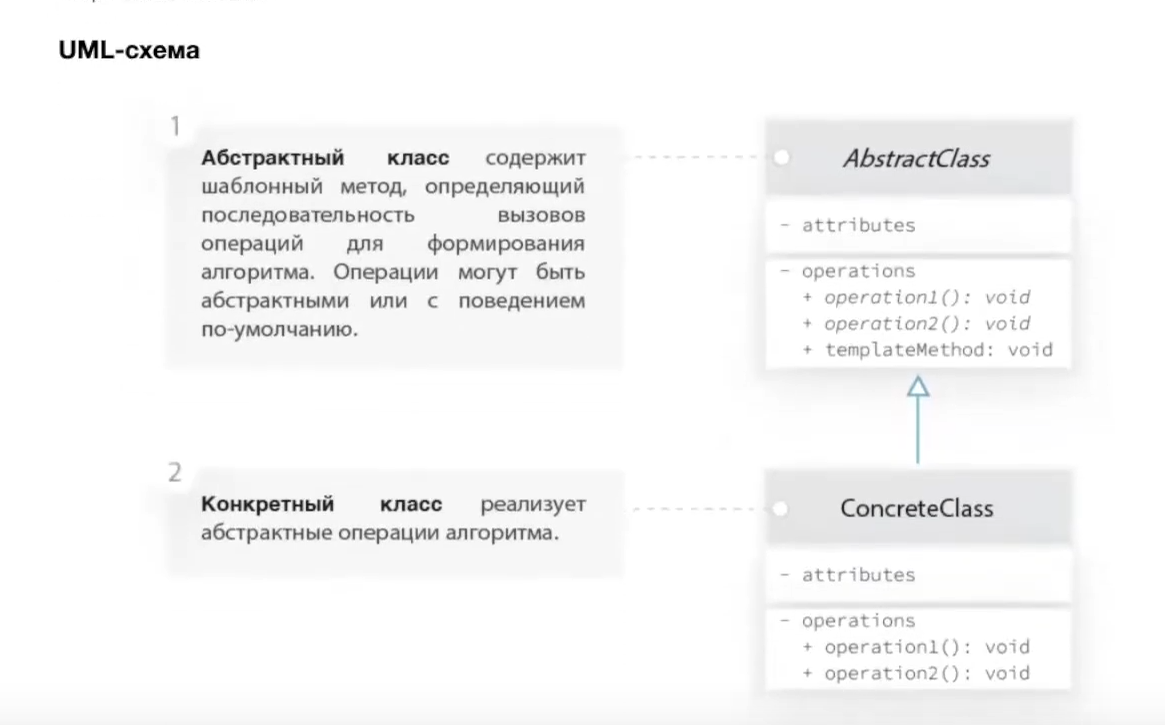 UML-схема
1
Абстрактный класс содержит
шаблонный метод, определяющий
последовательность вызовов
операций для формирования
алгоритма. Операции могут быть
абстрактными или с поведением
по-умолчанию.
AbstractClass
- attributes
- operations
+ operation1(): void
+ operation2(): void
+ templateMethod: void
2
Конкретный класс реализует
абстрактные операции алгоритма.
ConcreteClass
- attributes
- operations
+ operation1(): void
+ operation2(): void